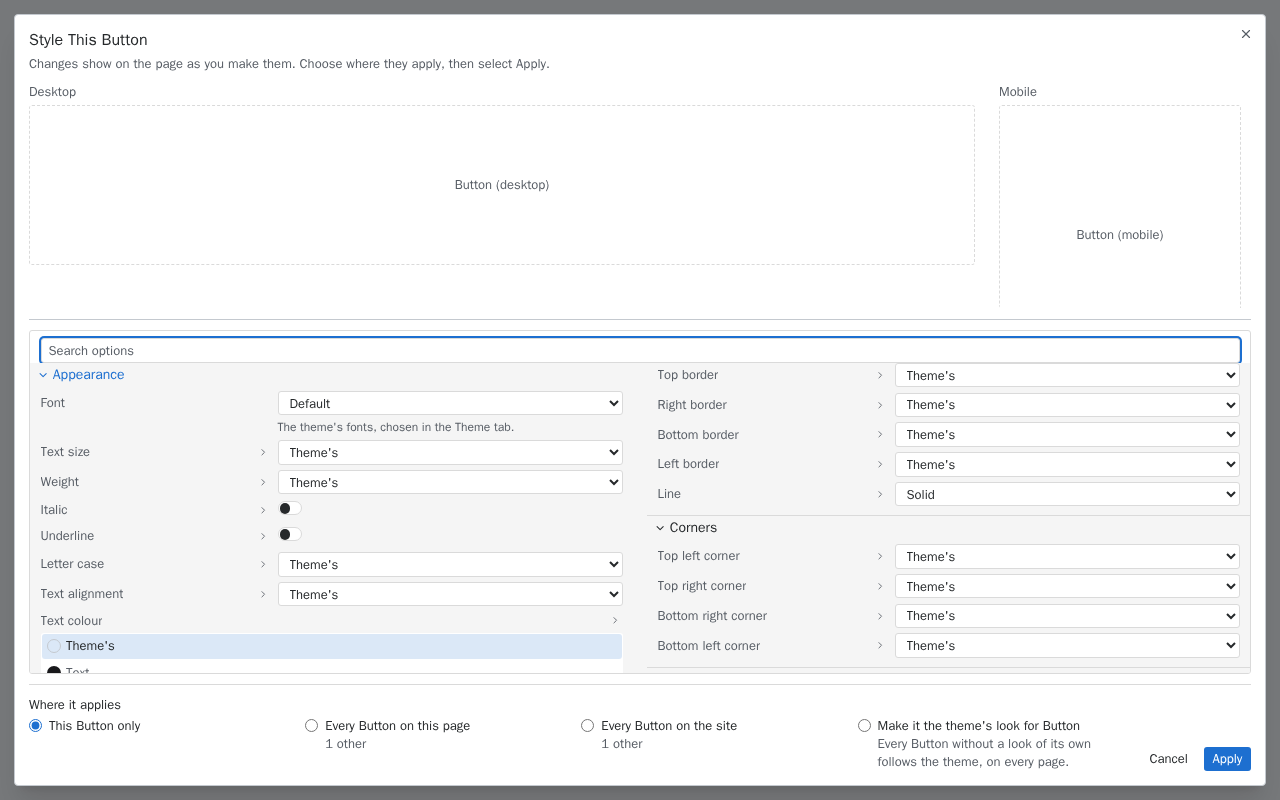 Style This Button
Changes show on the page as you make them. Choose where they apply, then select Apply.
Desktop
Mobile
Button (desktop)
Button (mobile)
Search options
Appearance
Font
Default
The theme's fonts, chosen in the Theme tab.
Text size
Theme's
Weight
Theme's
Italic
Underline
Letter case
Theme's
Text alignment
Theme's
Text colour
Theme's
Text
Top border
Theme's
Right border
Theme's
Bottom border
Theme's
Left border
Theme's
Line
Solid
Corners
Top left corner
Theme's
Top right corner
Theme's
Bottom right corner
Theme's
Bottom left corner
Theme's
Where it applies
This Button only
Every Button on this page
1 other
Every Button on the site
1 other
Make it the theme's look for Button
Every Button without a look of its own
follows the theme, on every page.
Cancel
Apply